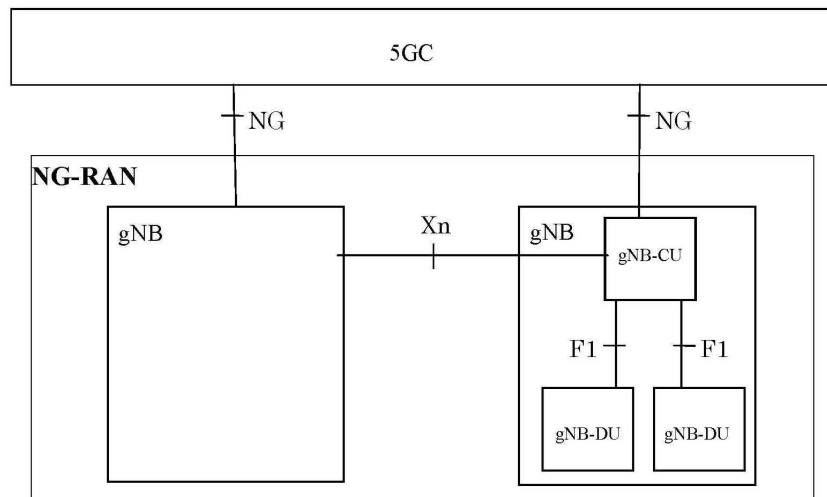 5GC
NG
NG
NG-RAN
gNB
Xn
gNB
gNB-CU
F1
F1
gNB-DU
gNB-DU